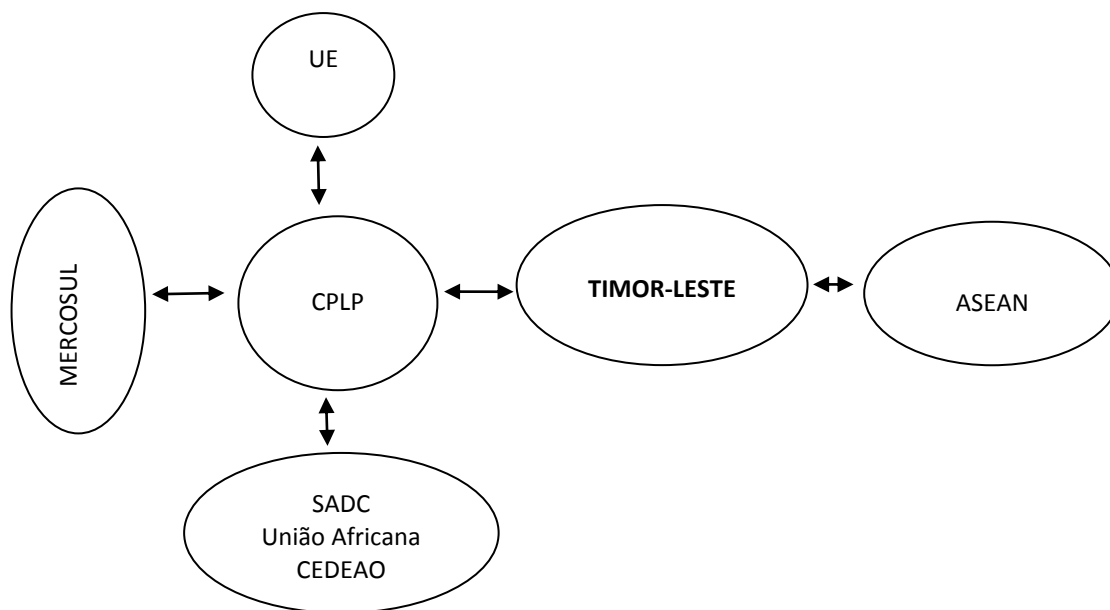 UE
MERCOSUL
CPLP
TIMOR-LESTE
ASEAN
SADC
União Africana
CEDEAO